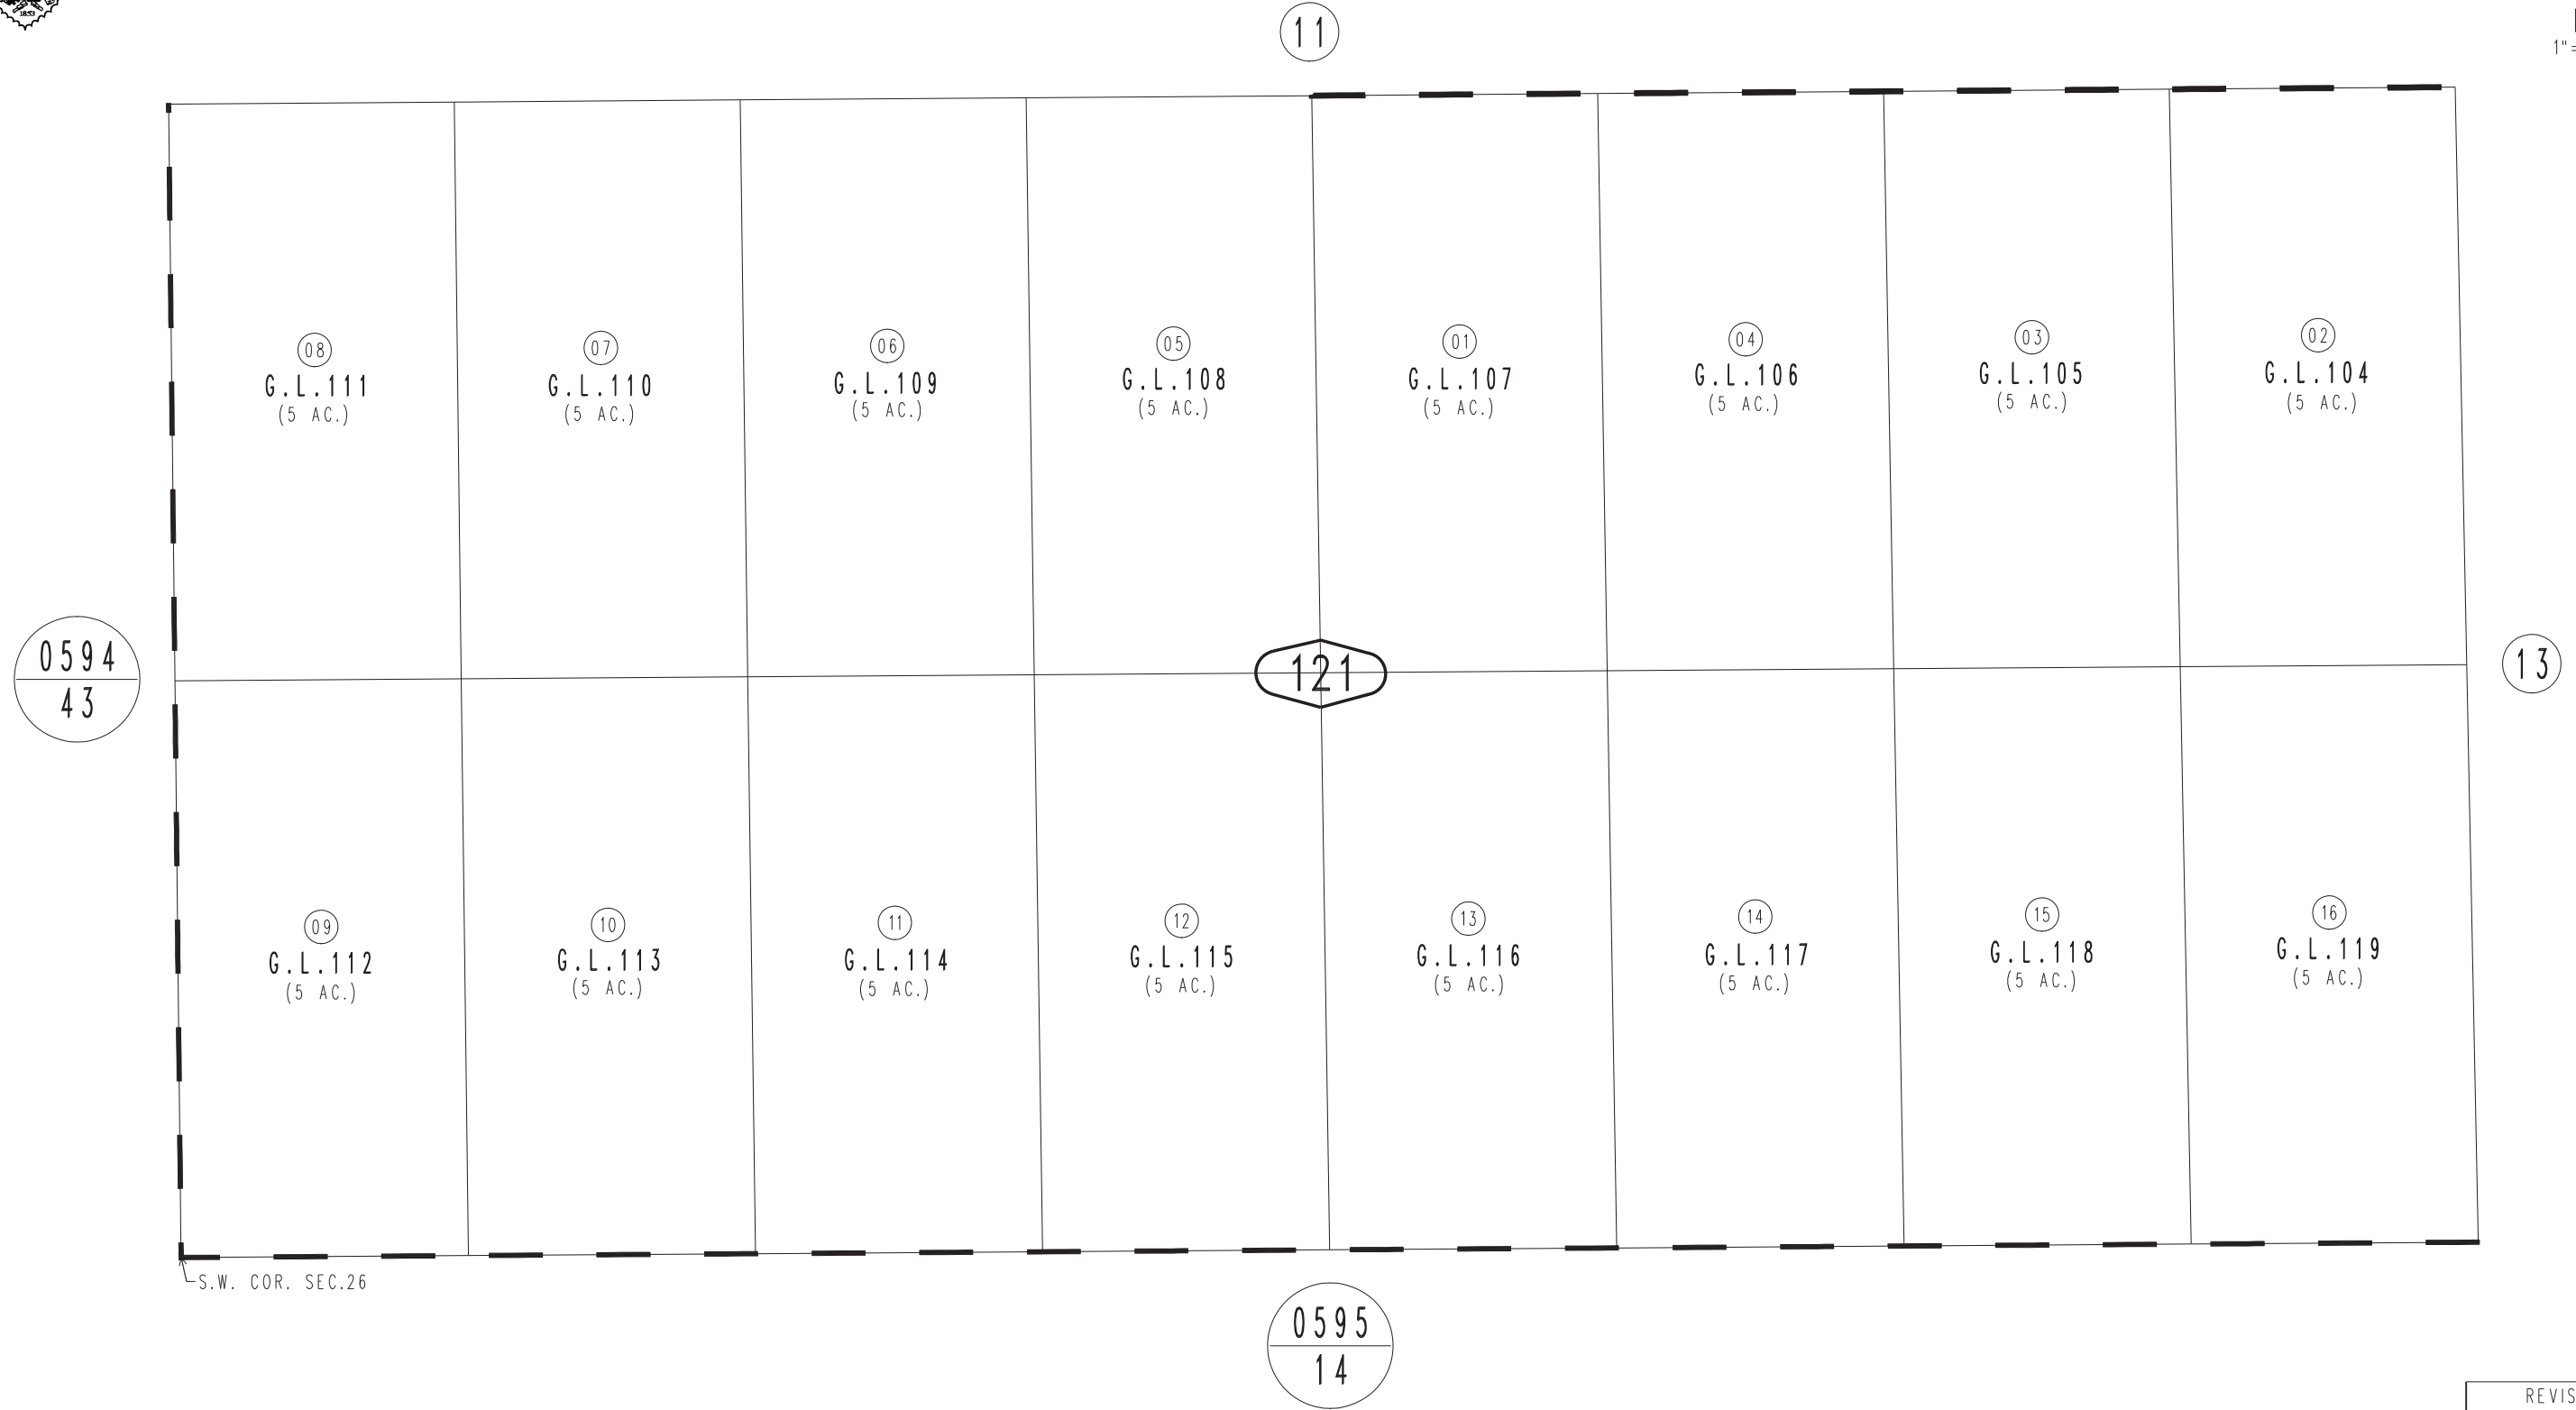 1853
11
1"=
08
G.L.111
(5 AC.)
07
G.L.110
(5 AC.)
06
G.L.109
(5 AC.)
05
G.L.108
(5 AC.)
01
G.L.107
(5 AC.)
04
G.L.106
(5 AC.)
03
G.L.105
(5 AC.)
02
G.L.104
(5 AC.)
0594
43
121
13
09
G.L.112
(5 AC.)
10
G.L.113
(5 AC.)
11
G.L.114
(5 AC.)
12
G.L.115
(5 AC.)
13
G.L.116
(5 AC.)
14
G.L.117
(5 AC.)
15
G.L.118
(5 AC.)
16
G.L.119
(5 AC.)
S.W. COR. SEC.26
0595
14
REVIS